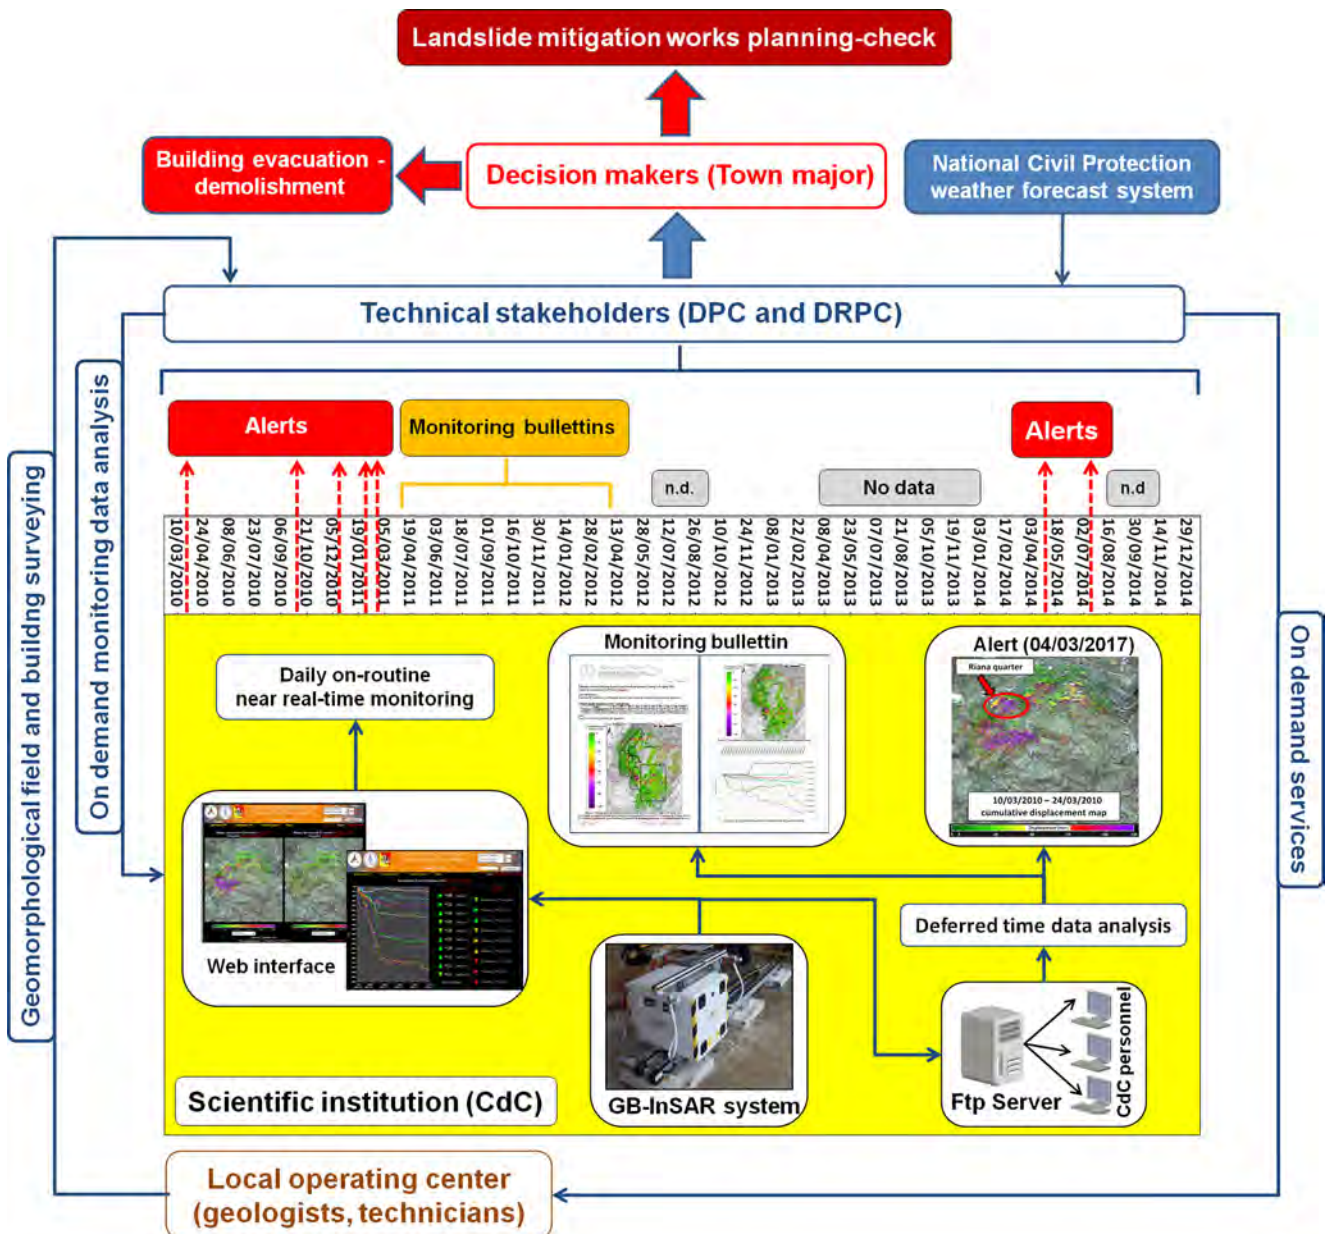 Landslide mitigation works planning-check
Building evacuation -
demolishment
Decision makers (Town major)
National Civil Protection
weather forecast system
Technical stakeholders (DPC and DRPC)
Geomorphological field and buildng surveying
On demand monitoring data analysis
On demand services
Alerts
Monitoring bullettins
n.d.
No data
Alerts
n.d
10/03/2010
24/04/2010
08/06/2010
23/07/2010
06/09/2010
21/10/2010
05/12/2010
19/01/2011
05/03/2011
19/04/2011
03/06/2011
18/07/2011
01/09/2011
16/10/2011
30/11/2011
14/01/2012
28/02/2012
13/04/2012
28/05/2012
12/07/2012
26/08/2012
10/10/2012
24/11/2012
08/01/2013
22/02/2013
08/04/2013
23/05/2013
07/07/2013
21/08/2013
05/10/2013
19/11/2013
03/01/2014
17/02/2014
03/04/2014
18/05/2014
02/07/2014
16/08/2014
30/09/2014
14/11/2014
29/12/2014
Daily on-routine
near real-time monitoring
Monitoring bullettin
Alert (04/03/2017)
Riana quarter
10/03/2010 – 24/03/2010
cumulative displacement map
Web interface
Deferred time data analysis
GB-InSAR system
Ftp Server
CdC personnel
Scientific institution (CdC)
Local operating center
(geologists, technicians)